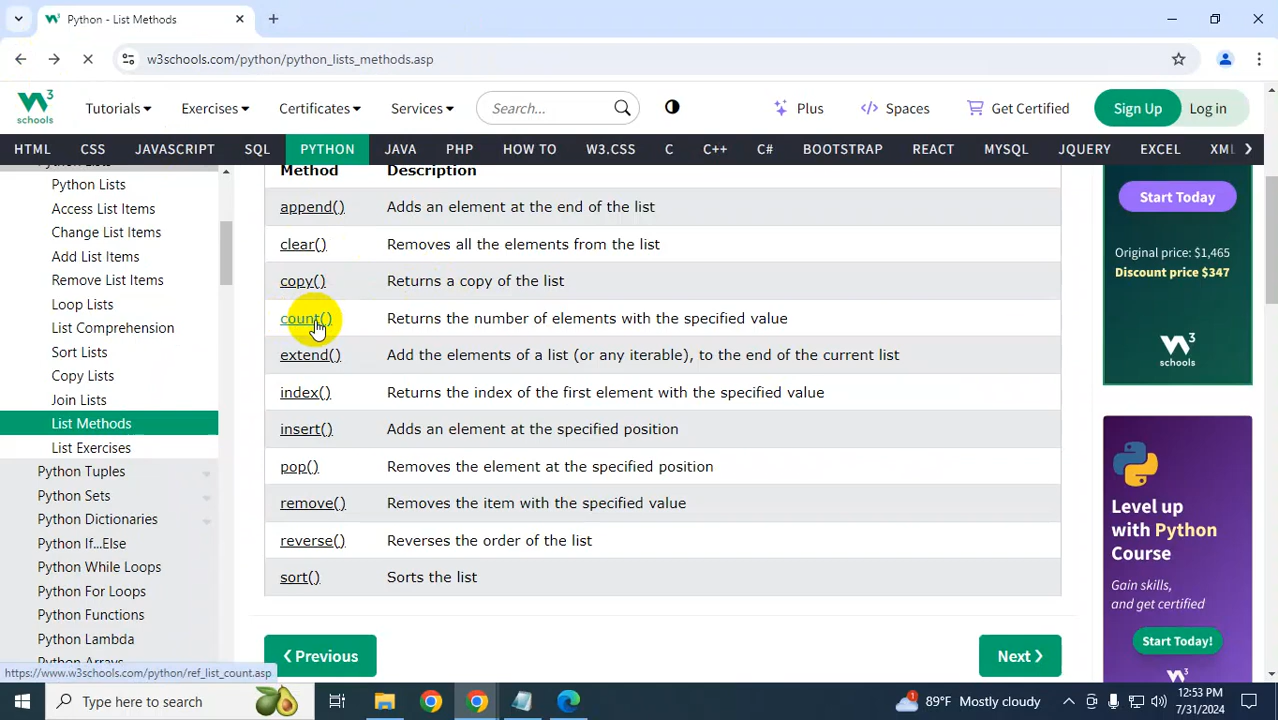 Python - List Methods
w3schools.com/python/python_lists_methods.asp
W3
schools
Tutorials
Exercises
Certificates
Services
Search...
Plus
Spaces
Get Certified
Sign Up
Log in
HTML
CSS
JAVASCRIPT
SQL
PYTHON
JAVA
PHP
HOW TO
W3.CSS
C
C++
C#
BOOTSTRAP
REACT
MYSQL
JQUERY
EXCEL
Python Lists
Python Lists
Access List Items
Change List Items
Add List Items
Remove List Items
Loop Lists
List Comprehension
Sort Lists
Copy Lists
Join Lists
List Methods
List Exercises
Python Tuples
Python Sets
Python Dictionaries
Python If...Else
Python While Loops
Python For Loops
Python Functions
Python Lambda
Python Arrays
Method Description
append() Adds an element at the end of the list
clear() Removes all the elements from the list
copy() Returns a copy of the list
count() Returns the number of elements with the specified value
extend() Add the elements of a list (or any iterable), to the end of the current list
index() Returns the index of the first element with the specified value
insert() Adds an element at the specified position
pop() Removes the element at the specified position
remove() Removes the item with the specified value
reverse() Reverses the order of the list
sort() Sorts the list
❮ Previous
Next ❯
Start Today
Original price: $1,465
Discount price $347
W3
schools
Level up
with Python
Course
Gain skills,
and get certified
Start Today!
https://www.w3schools.com/python/ref_list_count.asp
Type here to search
89°F Mostly cloudy
12:53 PM
7/31/2024